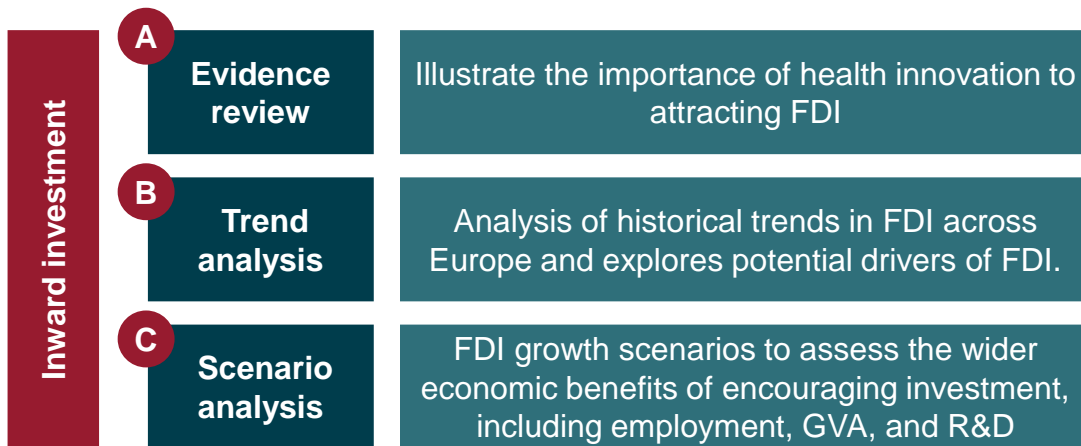 Inward investment
A
Evidence
review
Illustrate the importance of health innovation to
attracting FDI
B
Trend
analysis
Analysis of historical trends in FDI across
Europe and explores potential drivers of FDI.
C
Scenario
analysis
FDI growth scenarios to assess the wider
economic benefits of encouraging investment,
including employment, GVA, and R&D